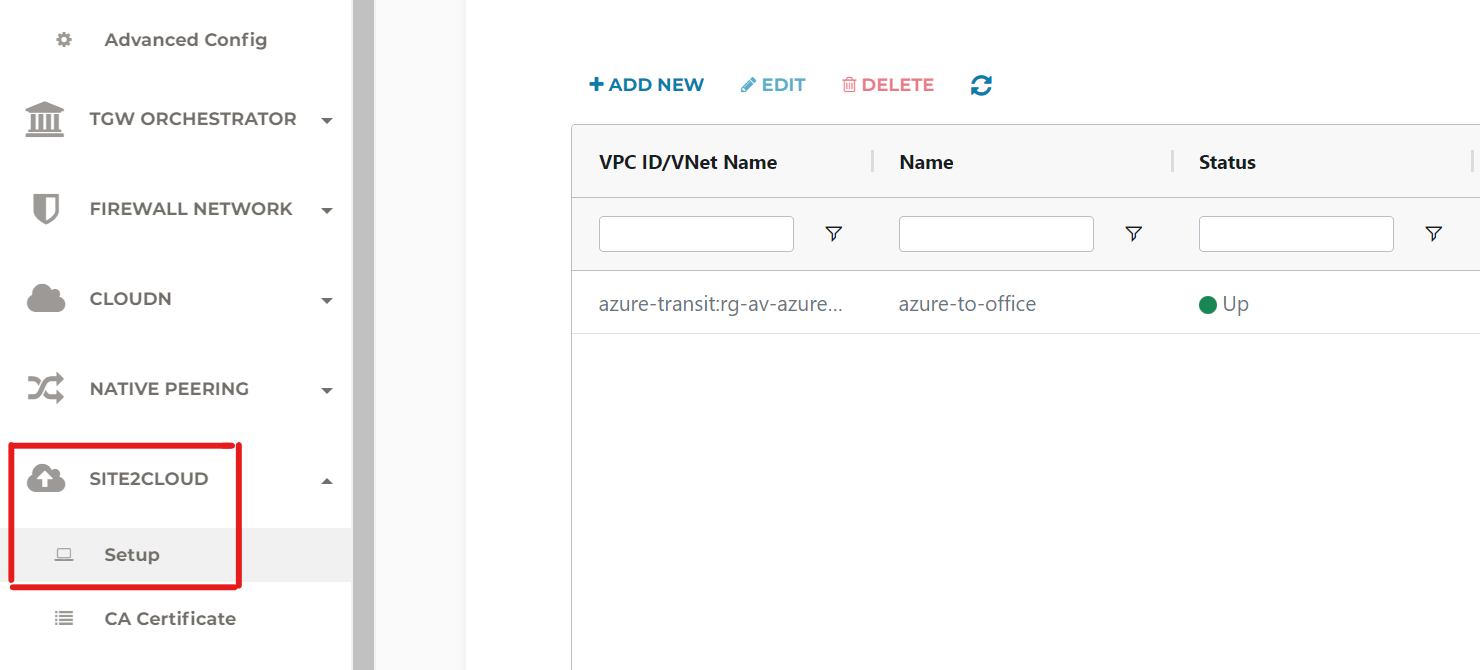 Advanced Config
TGW ORCHESTRATOR
FIREWALL NETWORK
CLOUDN
NATIVE PEERING
SITE2CLOUD
Setup
CA Certificate
ADD NEW EDIT DELETE
VPC ID/VNet Name Name Status
azure-transit:rg-av-azure... azure-to-office Up